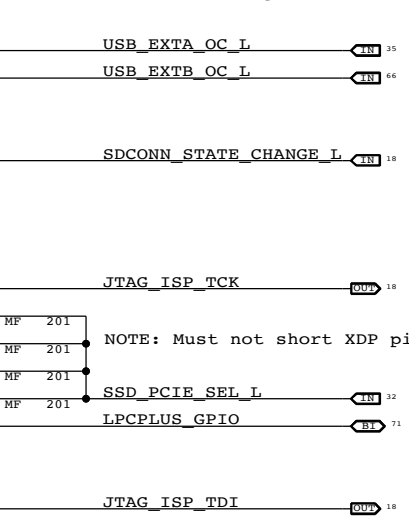 USB_EXTA_OC_L IN 35
USB_EXTB_OC_L IN 66
SDCONN_STATE_CHANGE_L IN 18
JTAG_ISP_TCK OUT 18
MF 201
NOTE: Must not short XDP pi
MF 201
MF 201
SSD_PCIE_SEL_L IN 32
MF 201
LPCPLUS_GPIO BI 71
JTAG_ISP_TDI OUT 18